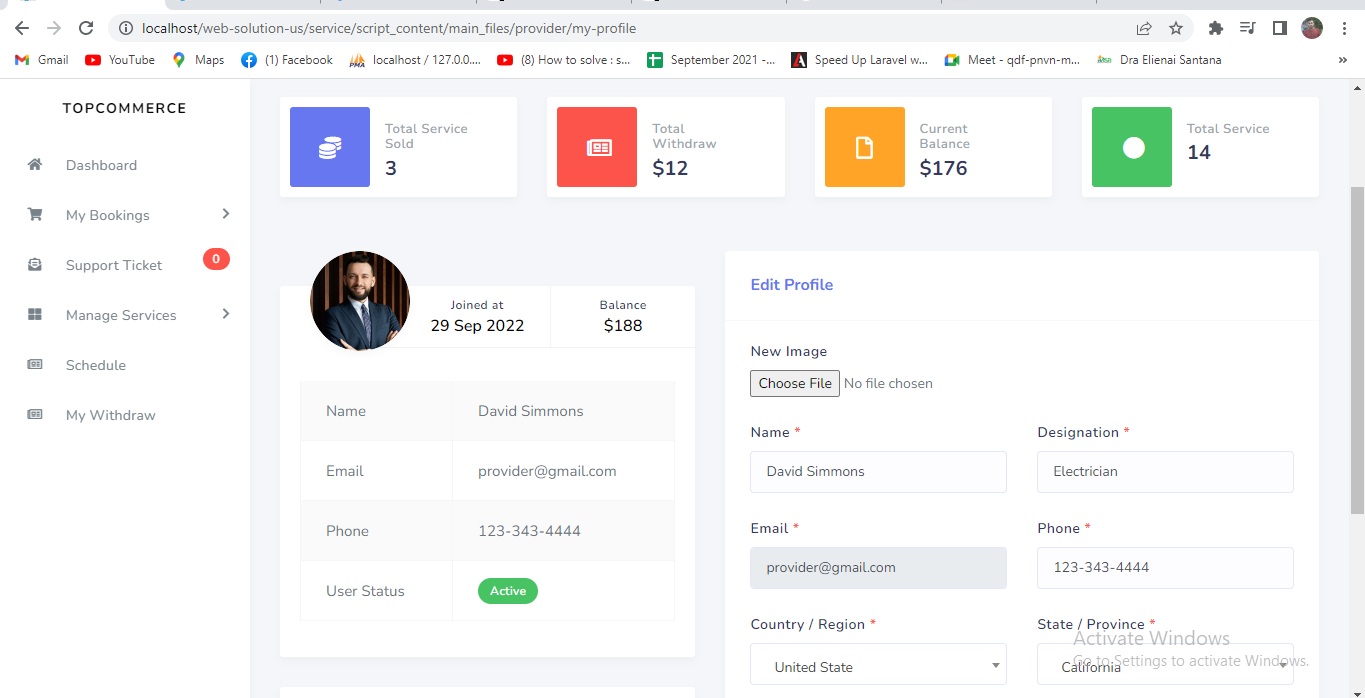 localhost/web-solution-us/service/script_content/main_files/provider/my-profile
Gmail YouTube Maps (1) Facebook localhost / 127.0.0.... (8) How to solve : s... September 2021 -... Speed Up Laravel w... Meet - qdf-pnvn-m... Dra Elienai Santana »
TOPCOMMERCE
Dashboard
My Bookings
Support Ticket 0
Manage Services
Schedule
My Withdraw
Total Service
Sold
3
Total
Withdraw
$12
Current
Balance
$176
Total Service
14
Joined at
29 Sep 2022
Balance
$188
Name David Simmons
Email provider@gmail.com
Phone 123-343-4444
User Status Active
Edit Profile
New Image
Choose File No file chosen
Name * Designation *
David Simmons Electrician
Email * Phone *
provider@gmail.com 123-343-4444
Country / Region * State / Province *
United State California
Activate Windows
Go to Settings to activate Windows.